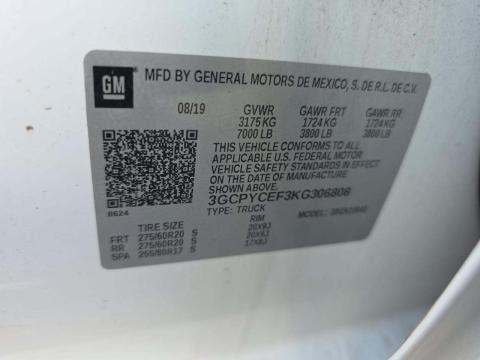 GM
MFD BY GENERAL MOTORS DE MEXICO, S. DE R.L. DE C.V.
08/19 GVWR GAWR FRT GAWR RR
3175 KG 1724 KG 1724 KG
7000 LB 3800 LB 3800 LB
THIS VEHICLE CONFORMS TO ALL
APPLICABLE U.S. FEDERAL MOTOR
VEHICLE SAFETY STANDARDS IN EFFECT ON
THE DATE OF MANUFACTURE SHOWN ABOVE.
3GCPYCEF3KG306808
TYPE: TRUCK MODEL:
0624
TIRE SIZE RIM
FRT 275/60R20 S 20X9J
RR 275/60R20 S 20X9J
SPA 255/80R17 S 17X8J